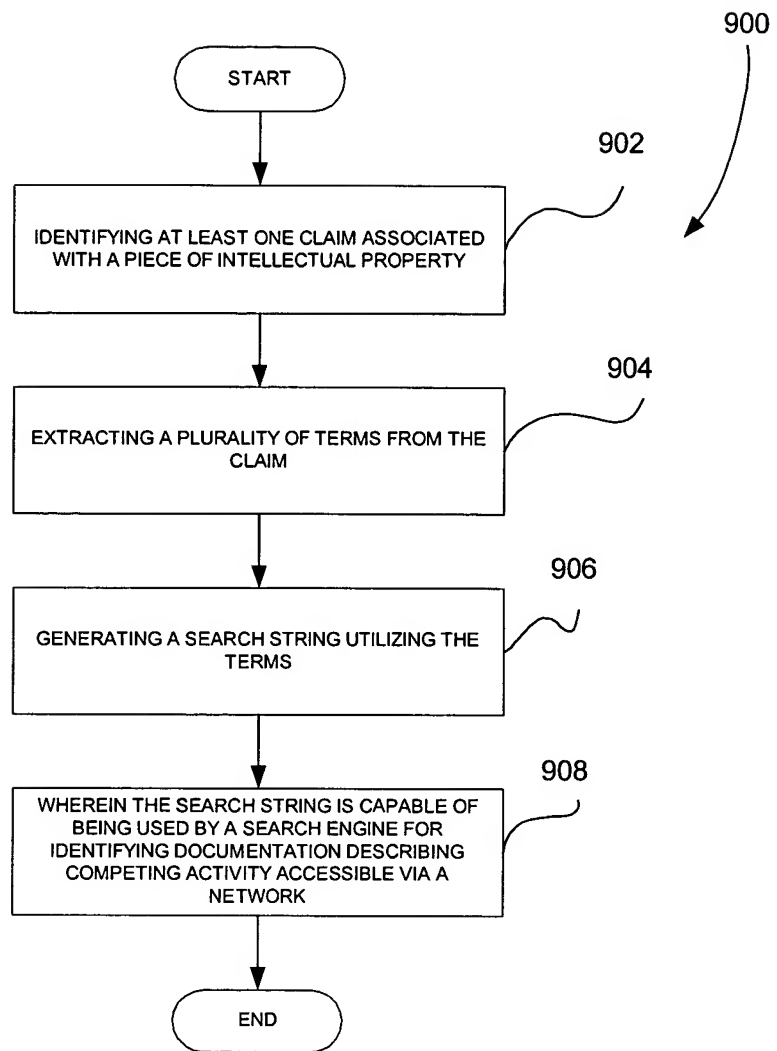 900
START
902
IDENTIFYING AT LEAST ONE CLAIM ASSOCIATED
WITH A PIECE OF INTELLECTUAL PROPERTY
904
EXTRACTING A PLURALITY OF TERMS FROM THE
CLAIM
906
GENERATING A SEARCH STRING UTILIZING THE
TERMS
908
WHEREIN THE SEARCH STRING IS CAPABLE OF
BEING USED BY A SEARCH ENGINE FOR
IDENTIFYING DOCUMENTATION DESCRIBING
COMPETING ACTIVITY ACCESSIBLE VIA A
NETWORK
END